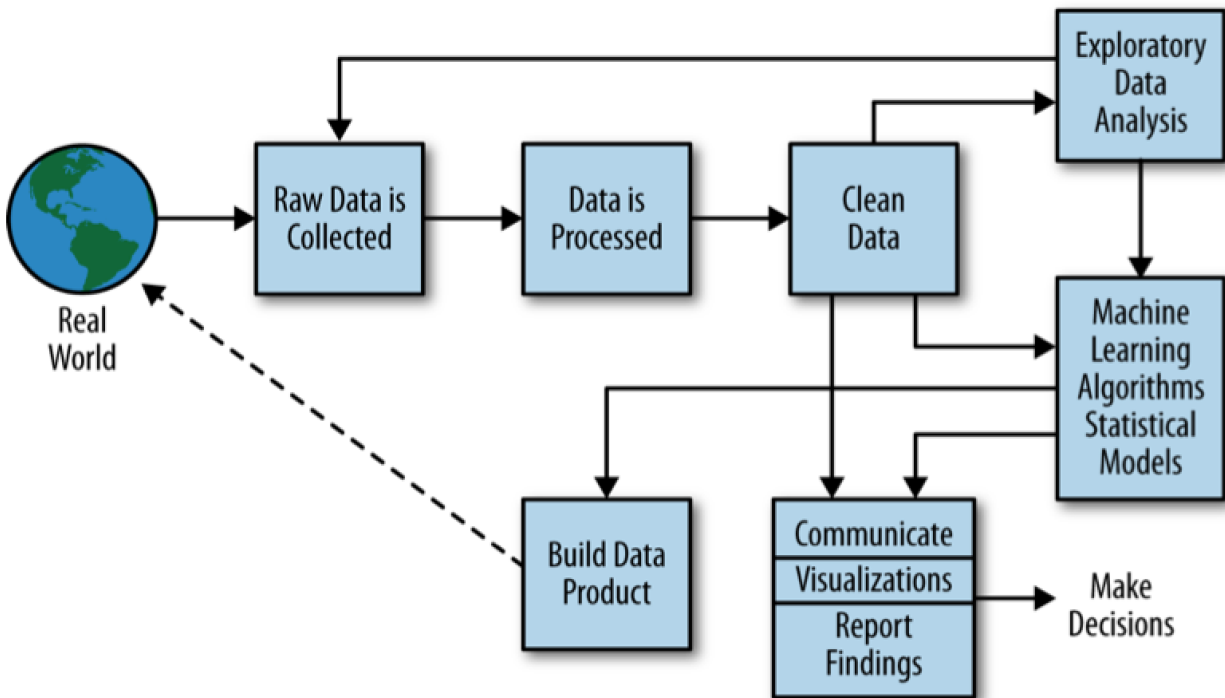 Exploratory
Data
Analysis
Raw Data is
Collected
Data is
Processed
Clean
Data
Real
World
Machine
Learning
Algorithms
Statistical
Models
Build Data
Product
Communicate
Visualizations
Report
Findings
Make
Decisions